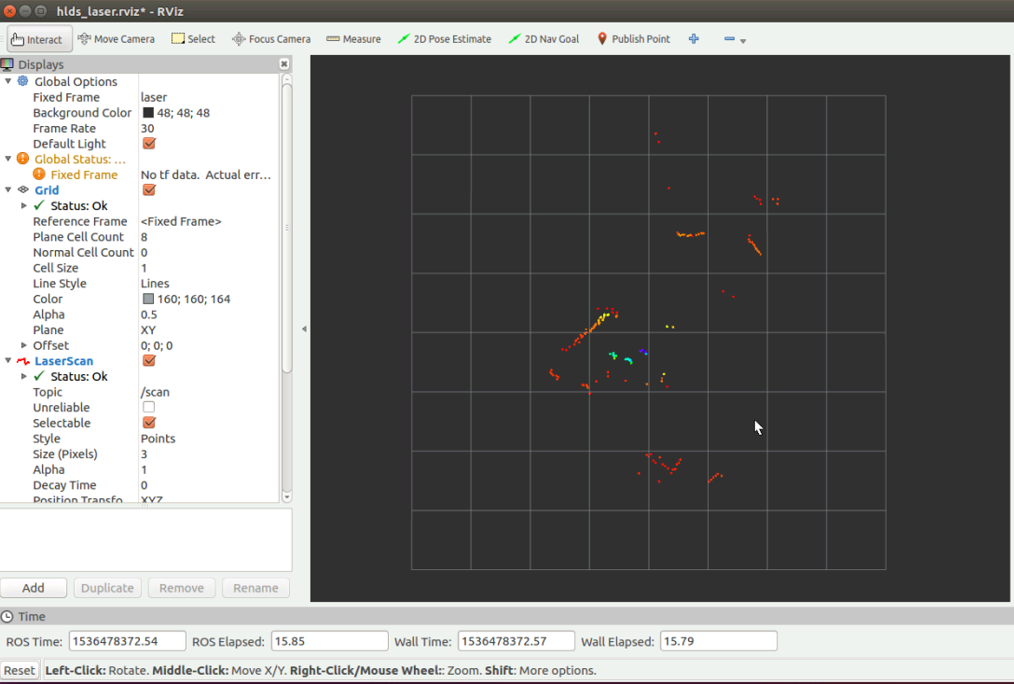 hlds_laser.rviz* - RViz
Interact Move Camera Select Focus Camera Measure 2D Pose Estimate 2D Nav Goal Publish Point
Displays
Global Options
Fixed Frame laser
Background Color 48; 48; 48
Frame Rate 30
Default Light
Global Status: ...
Fixed Frame No tf data. Actual err...
Grid
Status: Ok
Reference Frame <Fixed Frame>
Plane Cell Count 8
Normal Cell Count 0
Cell Size 1
Line Style Lines
Color 160; 160; 164
Alpha 0.5
Plane XY
Offset 0; 0; 0
LaserScan
Status: Ok
Topic /scan
Unreliable
Selectable
Style Points
Size (Pixels) 3
Alpha 1
Decay Time 0
Position Transfo XYZ
Add Duplicate Remove Rename
Time
ROS Time: 1536478372.54 ROS Elapsed: 15.85 Wall Time: 1536478372.57 Wall Elapsed: 15.79
Reset Left-Click: Rotate. Middle-Click: Move X/Y. Right-Click/Mouse Wheel:: Zoom. Shift: More options.